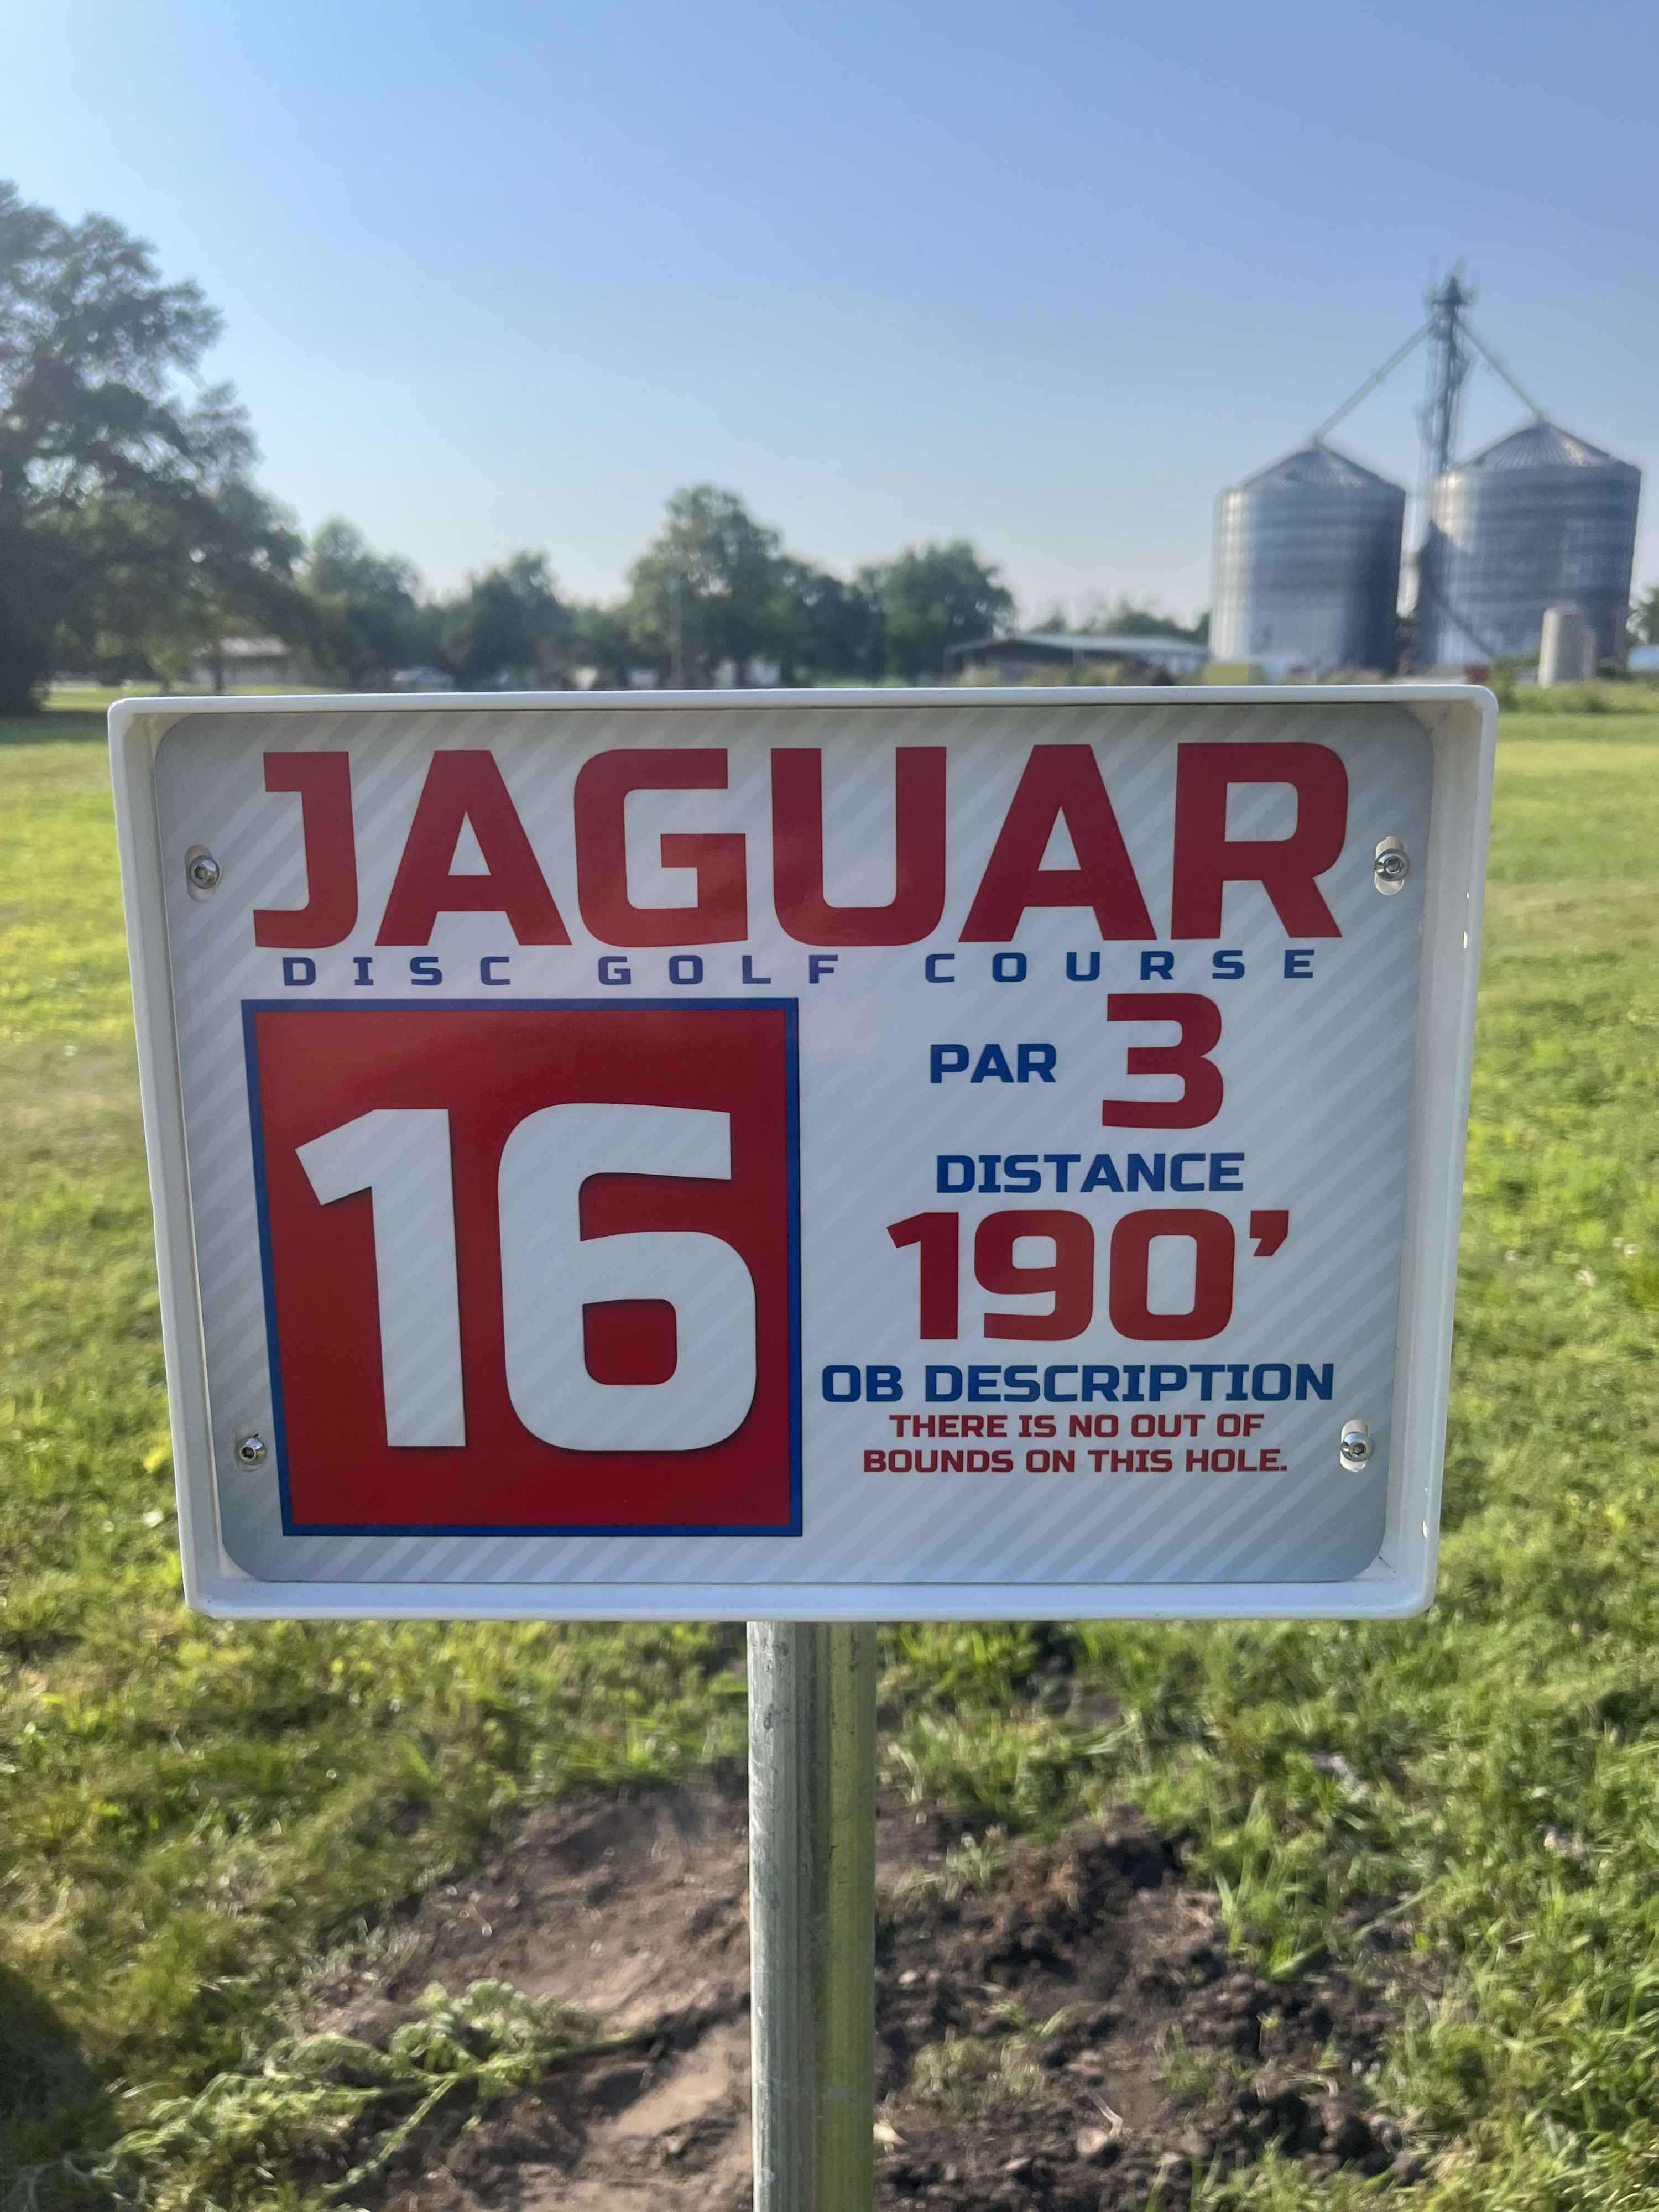 JAGUAR
DISC GOLF COURSE
16
PAR 3
DISTANCE
190’
OB DESCRIPTION
THERE IS NO OUT OF
BOUNDS ON THIS HOLE.